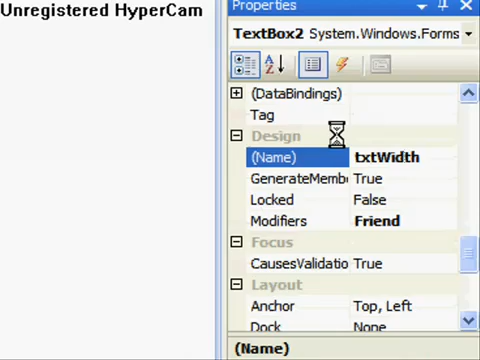 Unregistered HyperCam
Properties
TextBox2 System.Windows.Forms
(DataBindings)
Tag
Design
(Name) txtWidth
GenerateMembe True
Locked False
Modifiers Friend
Focus
CausesValidatio True
Layout
Anchor Top, Left
Dock None
(Name)